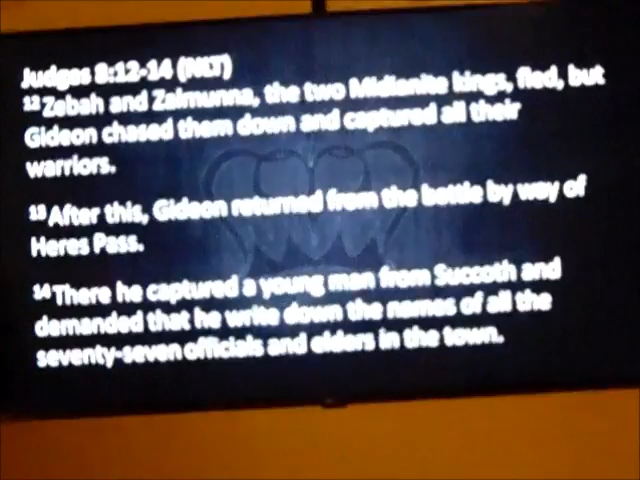 Judges 8:12-14 (NLT)
12 Zebah and Zalmunna, the two Midianite kings, fled, but
Gideon chased them down and captured all their
warriors.
13 After this, Gideon returned from the battle by way of
Heres Pass.
14 There he captured a young man from Succoth and
demanded that he write down the names of all the
seventy-seven officials and elders in the town.